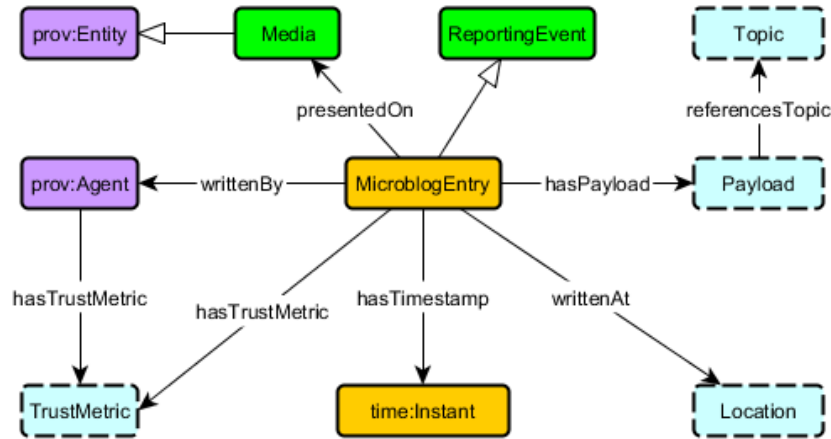 prov:Entity
Media
ReportingEvent
Topic
presentedOn
referencesTopic
prov:Agent
writtenBy
MicroblogEntry
hasPayload
Payload
hasTrustMetric
hasTrustMetric
hasTimestamp
writtenAt
TrustMetric
time:Instant
Location